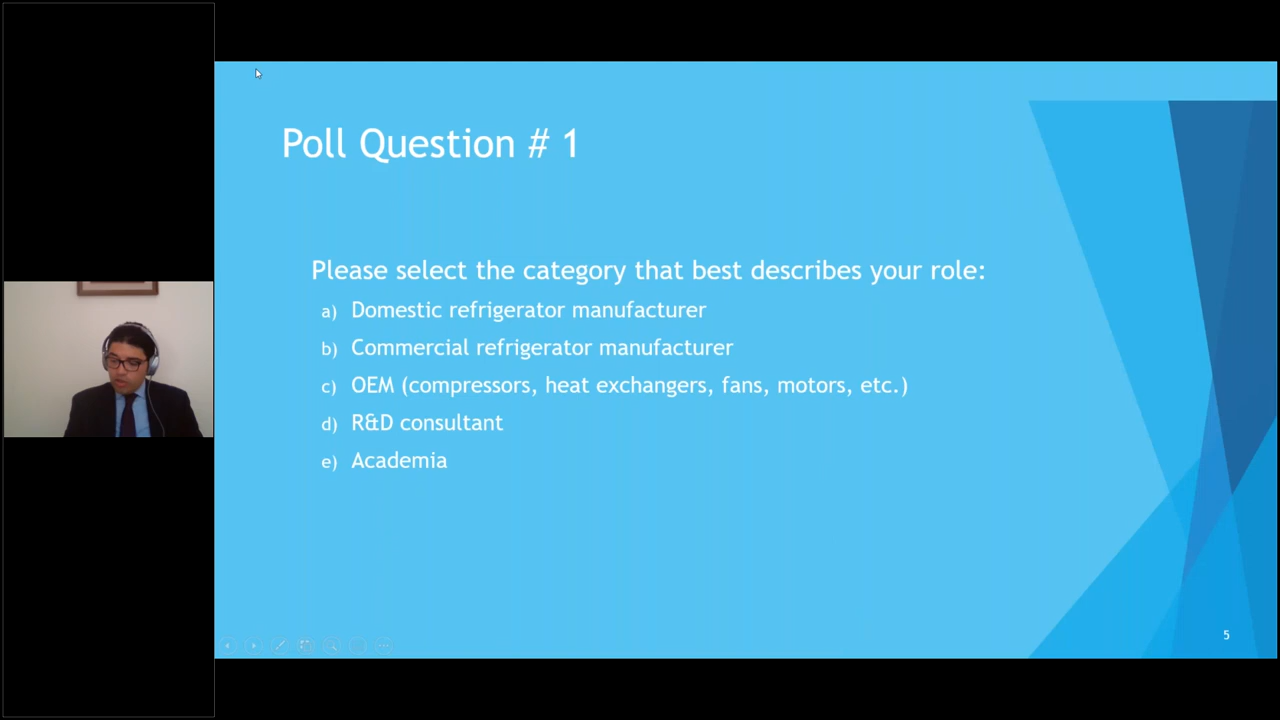 Poll Question # 1
Please select the category that best describes your role:
a) Domestic refrigerator manufacturer
b) Commercial refrigerator manufacturer
c) OEM (compressors, heat exchangers, fans, motors, etc.)
d) R&D consultant
e) Academia
5